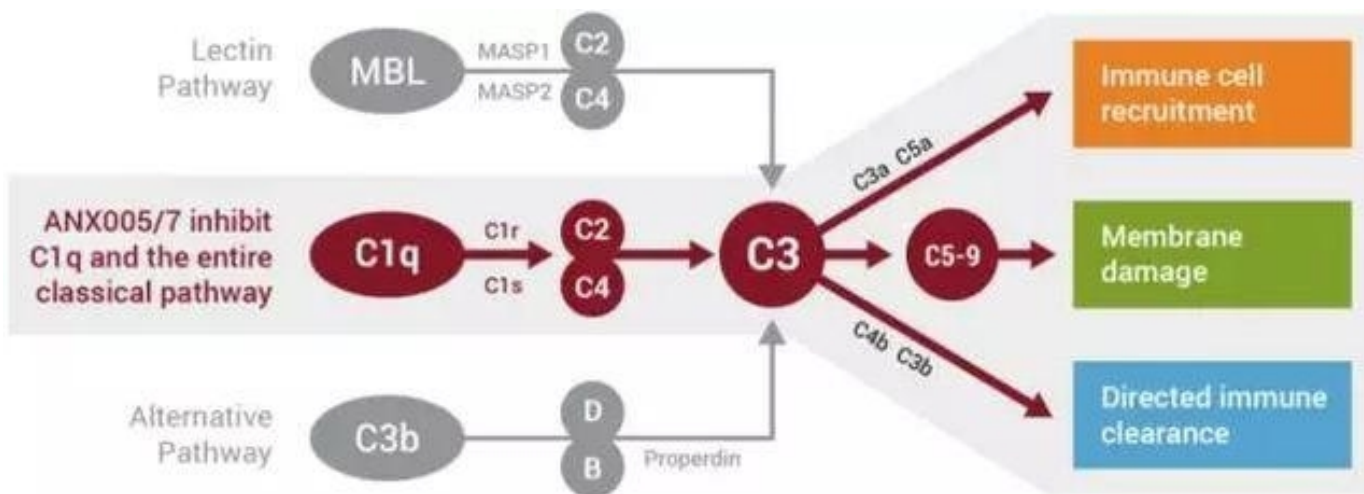 Lectin
Pathway
MBL
MASP1
MASP2
C2
C4
Immune cell
recruitment
ANX005/7 inhibit
C1q and the entire
classical pathway
C1q
C1r
C1s
C2
C4
C3
C3a C5a
C5-9
C4b C3b
Membrane
damage
Alternative
Pathway
C3b
D
B
Properdin
Directed immune
clearance